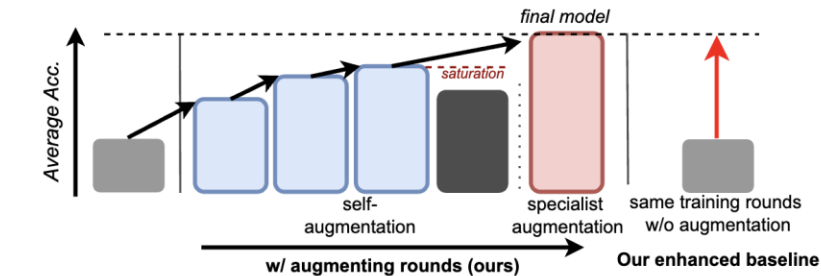 final model
Average Acc.
saturation
self-
augmentation
specialist
augmentation
same training rounds
w/o augmentation
w/ augmenting rounds (ours)
Our enhanced baseline